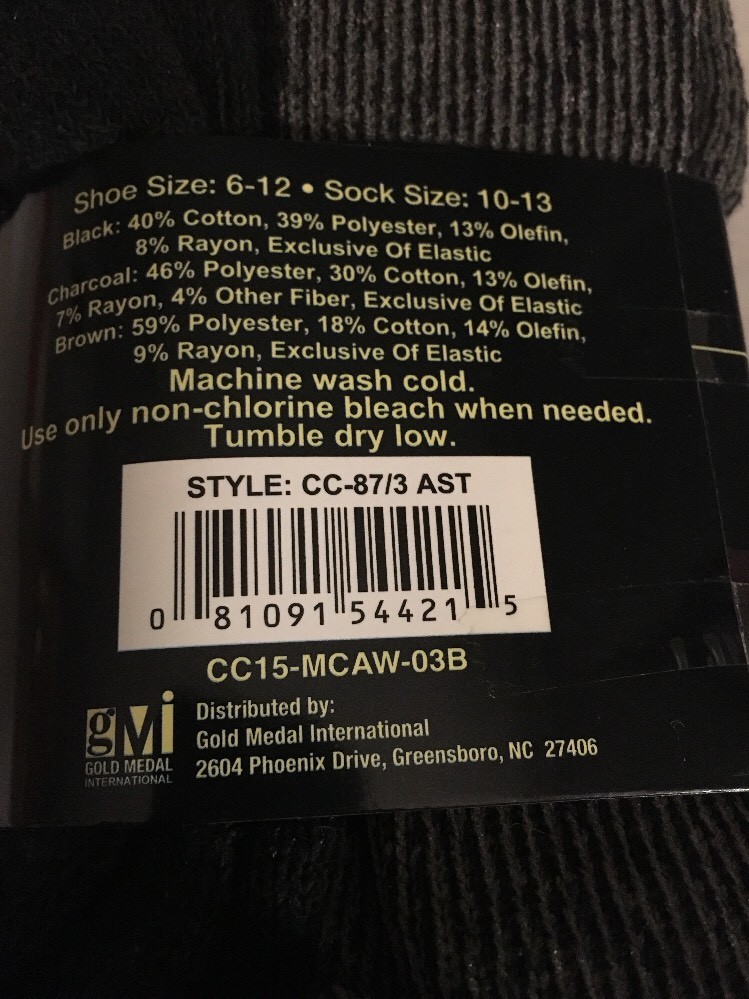 Shoe Size: 6-12 • Sock Size: 10-13
Black: 40% Cotton, 39% Polyester, 13% Olefin,
8% Rayon, Exclusive Of Elastic
Charcoal: 46% Polyester, 30% Cotton, 13% Olefin,
7% Rayon, 4% Other Fiber, Exclusive Of Elastic
Brown: 59% Polyester, 18% Cotton, 14% Olefin,
9% Rayon, Exclusive Of Elastic
Machine wash cold.
Use only non-chlorine bleach when needed.
Tumble dry low.
STYLE: CC-87/3 AST
0 81091 54421 5
CC15-MCAW-03B
gMi
GOLD MEDAL
INTERNATIONAL
Distributed by:
Gold Medal International
2604 Phoenix Drive, Greensboro, NC 27406